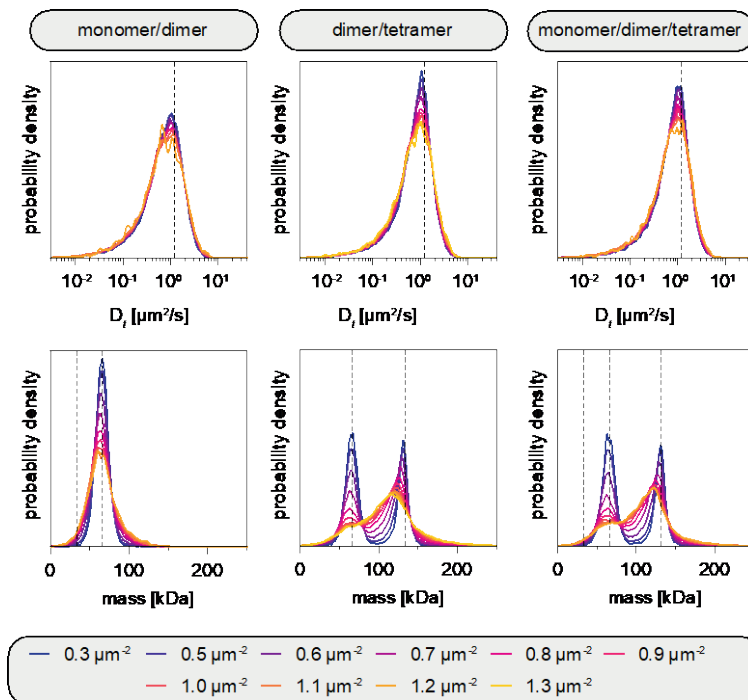 monomer/dimer dimer/tetramer monomer/dimer/tetramer
probability density probability density probability density
10⁻² 10⁻¹ 10⁰ 10¹ 10⁻² 10⁻¹ 10⁰ 10¹ 10⁻² 10⁻¹ 10⁰ 10¹
Dₜ [µm²/s] Dₜ [µm²/s] Dₜ [µm²/s]
probability density probability density probability density
0 100 200 0 100 200 0 100 200
mass [kDa] mass [kDa] mass [kDa]
0.3 µm⁻² 0.5 µm⁻² 0.6 µm⁻² 0.7 µm⁻² 0.8 µm⁻² 0.9 µm⁻²
1.0 µm⁻² 1.1 µm⁻² 1.2 µm⁻² 1.3 µm⁻²